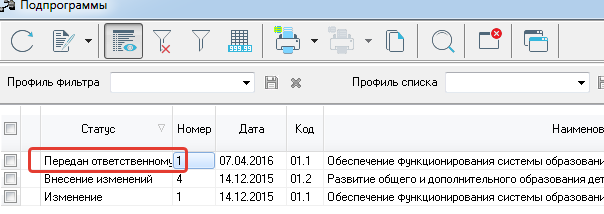 Подпрограммы
Профиль фильтра Профиль списка
Статус Номер Дата Код Наименов
Передан ответственному 1 07.04.2016 01.1 Обеспечение функционирования системы образован
Внесение изменений 4 14.12.2015 01.2 Развитие общего и дополнительного образования дет
Изменение 1 14.12.2015 01.1 Обеспечение функционирования системы образован